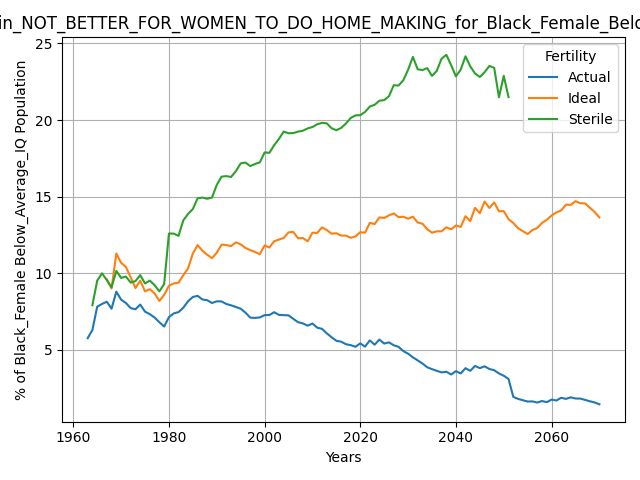 in_NOT_BETTER_FOR_WOMEN_TO_DO_HOME_MAKING_for_Black_Female_Belo
% of Black_Female Below_Average_IQ Population
25
20
15
10
5
1960 1980 2000 2020 2040 2060
Years
Fertility
Actual
Ideal
Sterile